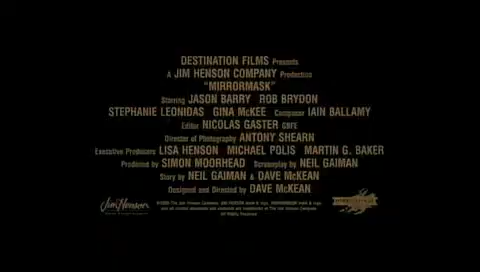 DESTINATION FILMS Presents
A JIM HENSON COMPANY Production
"MIRRORMASK"
Starring JASON BARRY ROB BRYDON
STEPHANIE LEONIDAS GINA McKEE Composer IAIN BALLAMY
Editor NICOLAS GASTER GBFE
Director of Photography ANTONY SHEARN
Executive Producers LISA HENSON MICHAEL POLIS MARTIN G. BAKER
Produced by SIMON MOORHEAD Screenplay by NEIL GAIMAN
Story by NEIL GAIMAN & DAVE McKEAN
Designed and Directed by DAVE McKEAN
Jim Henson